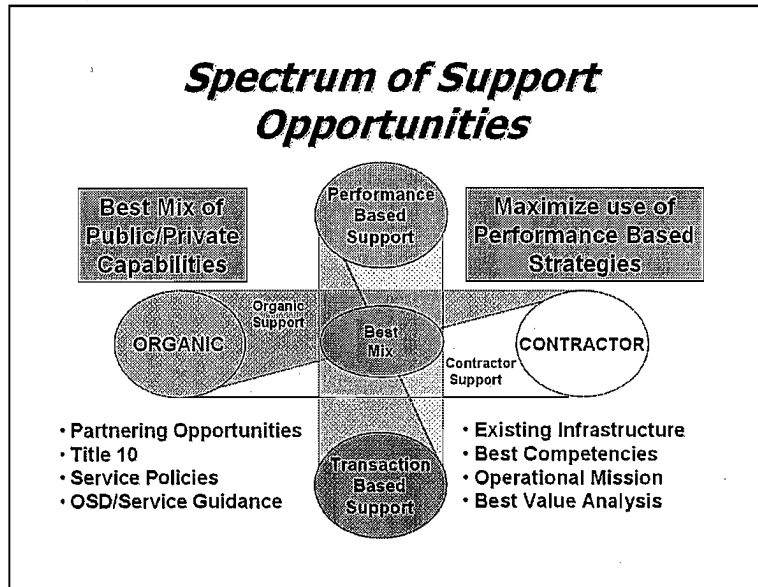 Spectrum of Support
Opportunities
Best Mix of
Public/Private
Capabilities
Performance
Based
Support
Maximize use of
Performance Based
Strategies
ORGANIC
Organic
Support
Best
Mix
Contractor
Support
CONTRACTOR
• Partnering Opportunities
• Title 10
• Service Policies
• OSD/Service Guidance
Transaction
Based
Support
• Existing Infrastructure
• Best Competencies
• Operational Mission
• Best Value Analysis